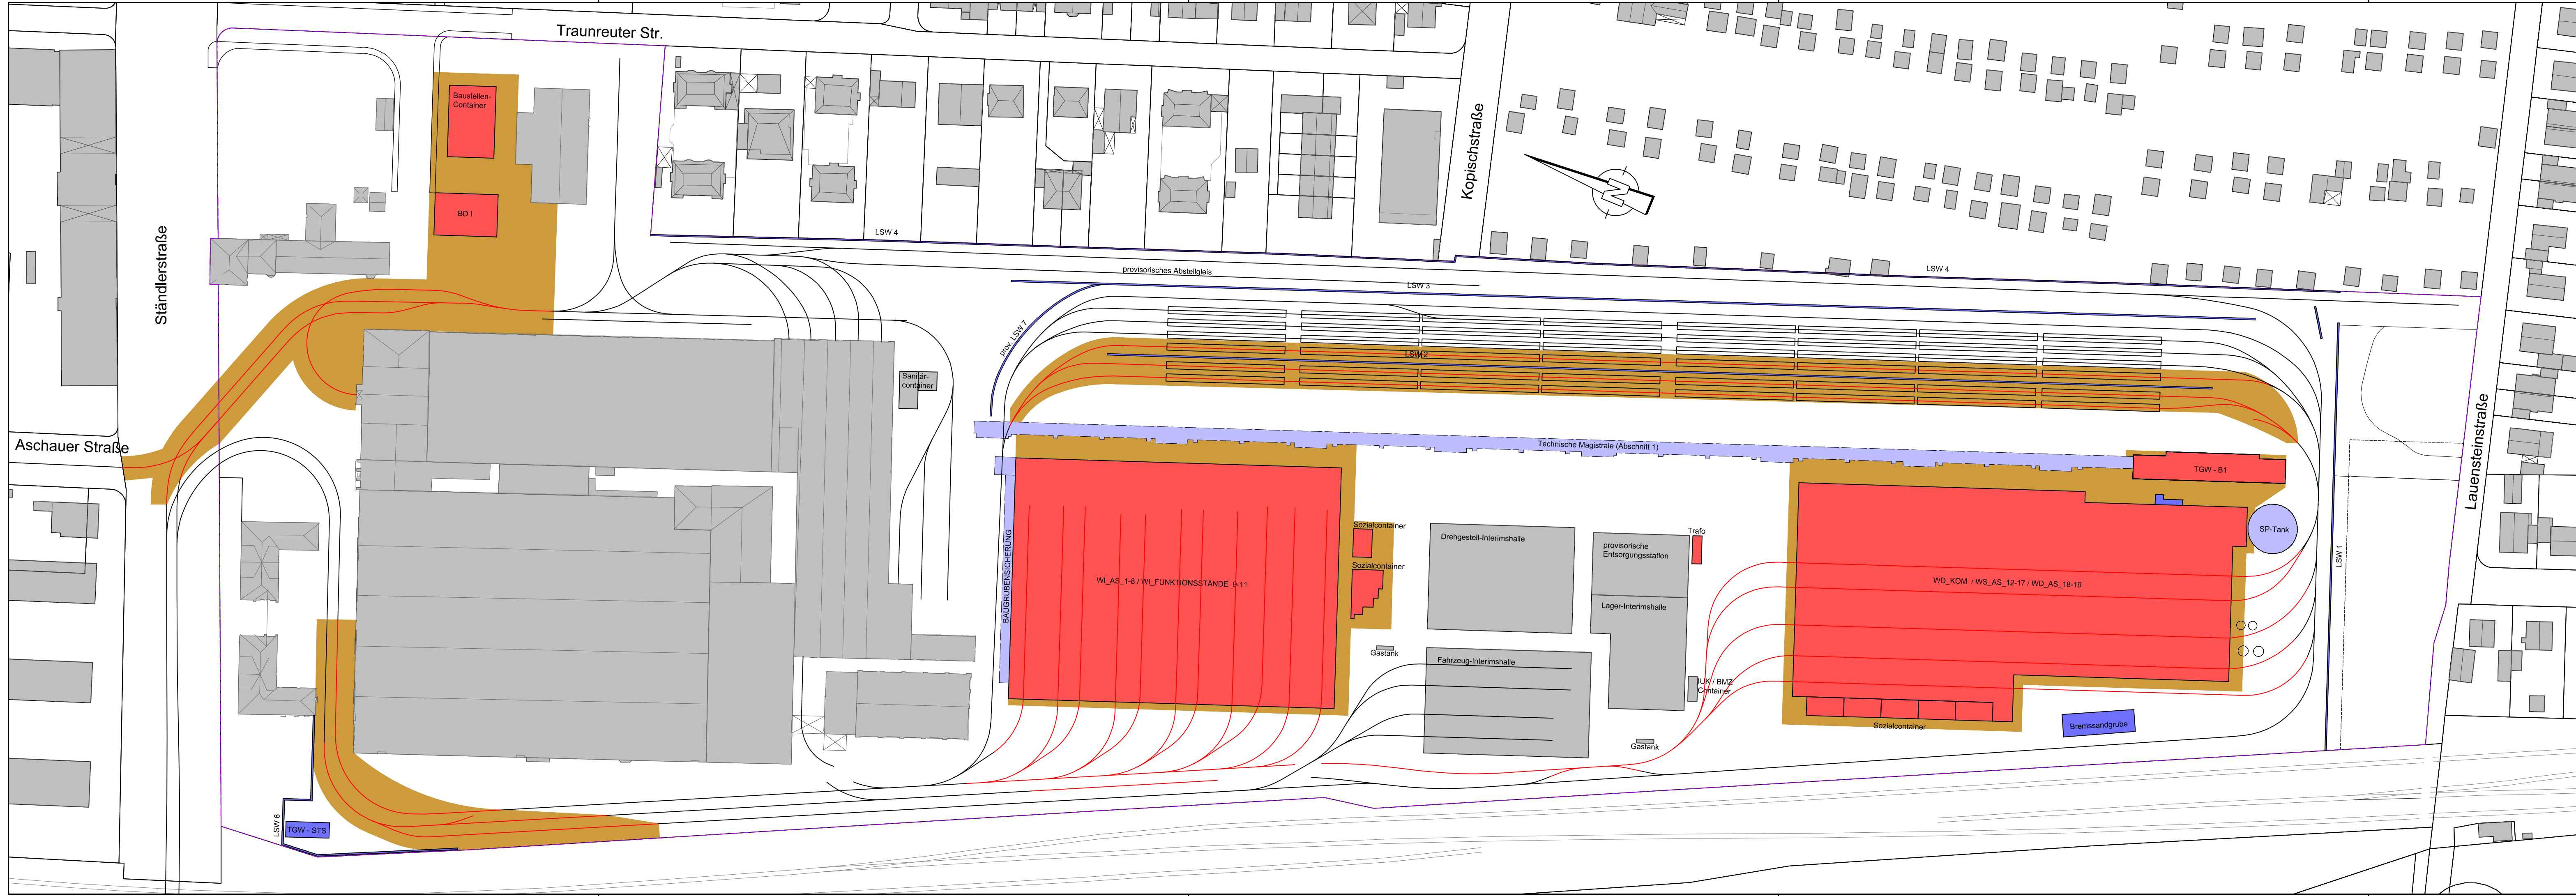 Traunreuter Str.
Baustellen-
Container
BD I
Ständlerstraße
Kopischstraße
N
LSW 4
provisorisches Abstellgleis
LSW 3
LSW 4
prov. LSW 7
LSW 2
Sanitär-
container
Aschauer Straße
Technische Magistrale (Abschnitt 1)
TGW - B1
Lauensteinstraße
SP-Tank
LSW 1
Sozialcontainer
Drehgestell-Interimshalle
provisorische
Entsorgungsstation
Trafo
BAUGRUBENSICHERUNG
WI_AS_1-8 / WI_FUNKTIONSSTÄNDE_9-11
Sozialcontainer
WD_KOM / WS_AS_12-17 / WD_AS_18-19
Lager-Interimshalle
Gastank
Fahrzeug-Interimshalle
IUK / BMZ
Container
Sozialcontainer
Bremssandgrube
Gastank
LSW 6
TGW - STS